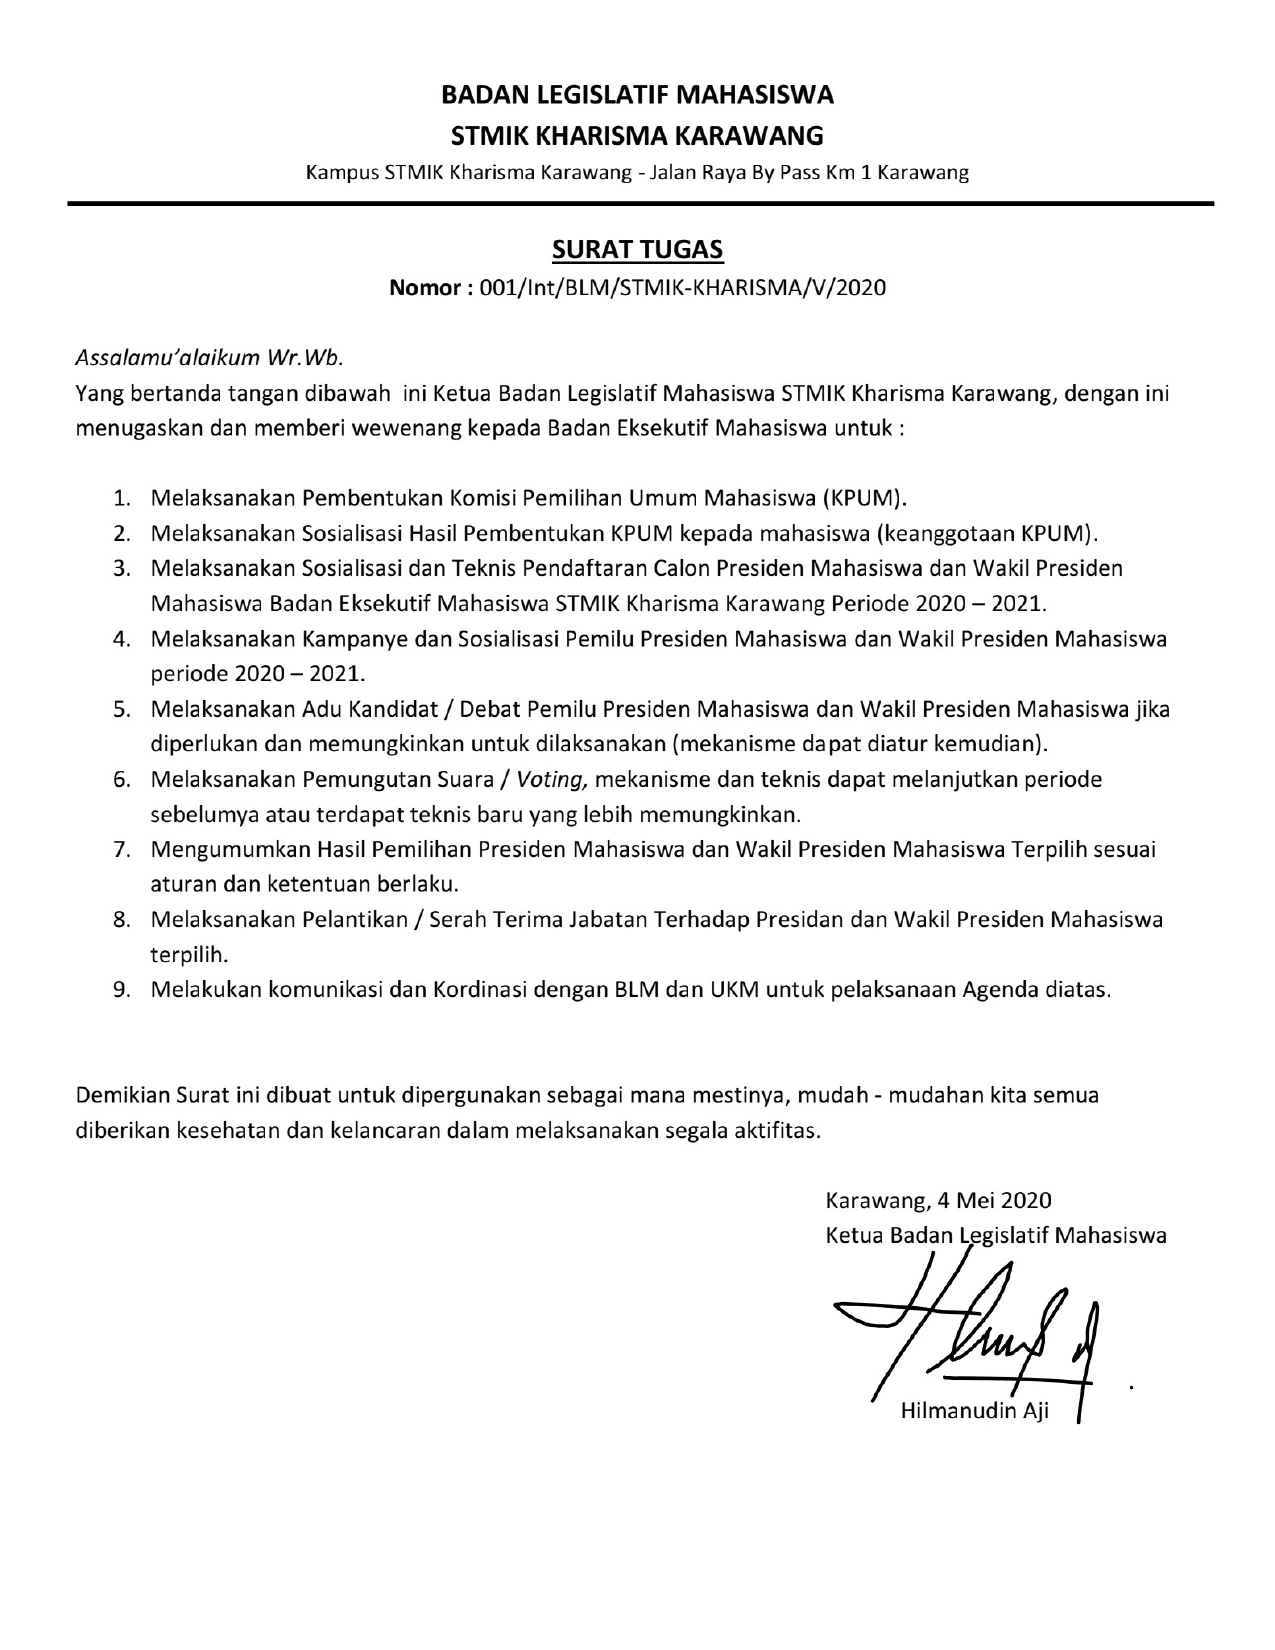 BADAN LEGISLATIF MAHASISWA
STMIK KHARISMA KARAWANG
Kampus STMIK Kharisma Karawang - Jalan Raya By Pass Km 1 Karawang
SURAT TUGAS
Nomor : 001/Int/BLM/STMIK-KHARISMA/V/2020
Assalamu’alaikum Wr.Wb.
Yang bertanda tangan dibawah  ini Ketua Badan Legislatif Mahasiswa STMIK Kharisma Karawang, dengan ini
menugaskan dan memberi wewenang kepada Badan Eksekutif Mahasiswa untuk :
1. Melaksanakan Pembentukan Komisi Pemilihan Umum Mahasiswa (KPUM).
2. Melaksanakan Sosialisasi Hasil Pembentukan KPUM kepada mahasiswa (keanggotaan KPUM).
3. Melaksanakan Sosialisasi dan Teknis Pendaftaran Calon Presiden Mahasiswa dan Wakil Presiden
Mahasiswa Badan Eksekutif Mahasiswa STMIK Kharisma Karawang Periode 2020 – 2021.
4. Melaksanakan Kampanye dan Sosialisasi Pemilu Presiden Mahasiswa dan Wakil Presiden Mahasiswa
periode 2020 – 2021.
5. Melaksanakan Adu Kandidat / Debat Pemilu Presiden Mahasiswa dan Wakil Presiden Mahasiswa jika
diperlukan dan memungkinkan untuk dilaksanakan (mekanisme dapat diatur kemudian).
6. Melaksanakan Pemungutan Suara / Voting, mekanisme dan teknis dapat melanjutkan periode
sebelumya atau terdapat teknis baru yang lebih memungkinkan.
7. Mengumumkan Hasil Pemilihan Presiden Mahasiswa dan Wakil Presiden Mahasiswa Terpilih sesuai
aturan dan ketentuan berlaku.
8. Melaksanakan Pelantikan / Serah Terima Jabatan Terhadap Presidan dan Wakil Presiden Mahasiswa
terpilih.
9. Melakukan komunikasi dan Kordinasi dengan BLM dan UKM untuk pelaksanaan Agenda diatas.
Demikian Surat ini dibuat untuk dipergunakan sebagai mana mestinya, mudah - mudahan kita semua
diberikan kesehatan dan kelancaran dalam melaksanakan segala aktifitas.
Karawang, 4 Mei 2020
Ketua Badan Legislatif Mahasiswa
Hilmanudin Aji